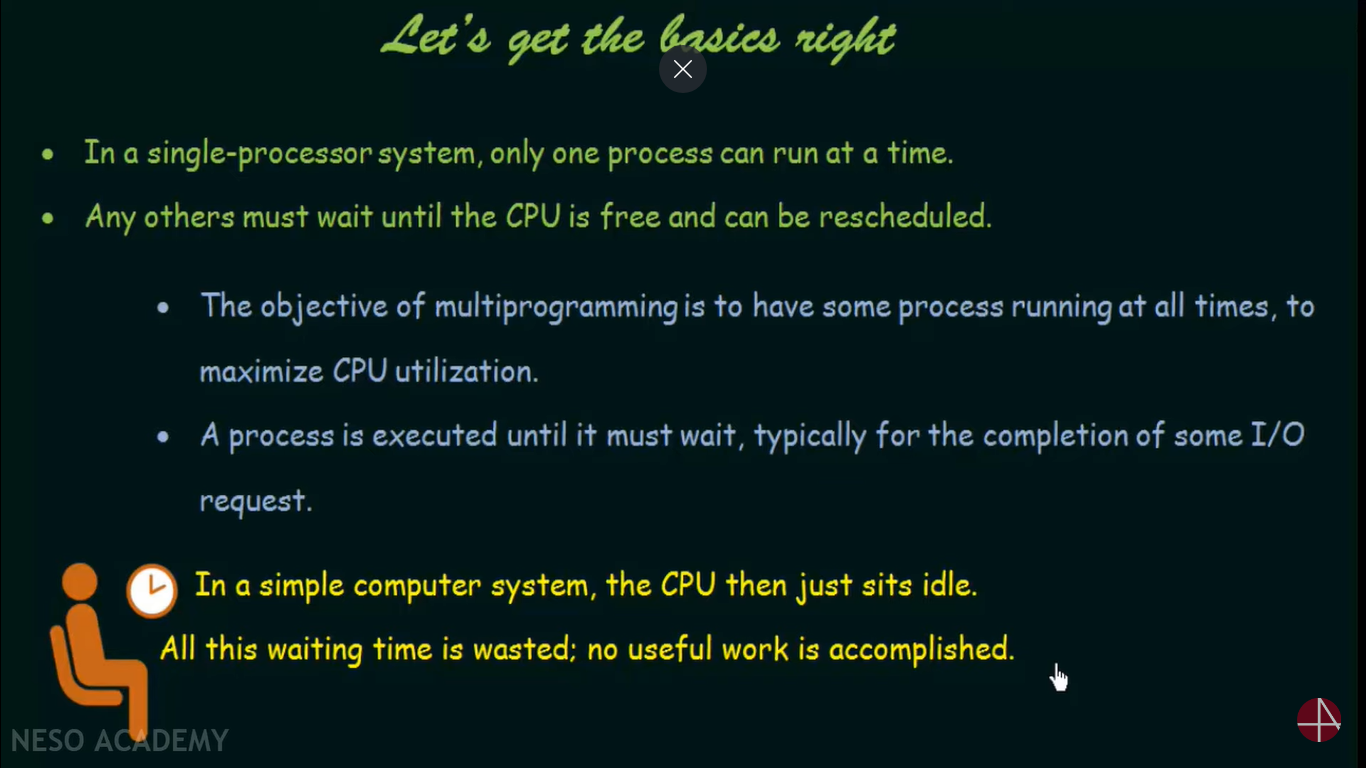 Let's get the basics right
• In a single-processor system, only one process can run at a time.
• Any others must wait until the CPU is free and can be rescheduled.
• The objective of multiprogramming is to have some process running at all times, to
maximize CPU utilization.
• A process is executed until it must wait, typically for the completion of some I/O
request.
In a simple computer system, the CPU then just sits idle.
All this waiting time is wasted; no useful work is accomplished.
NESO ACADEMY